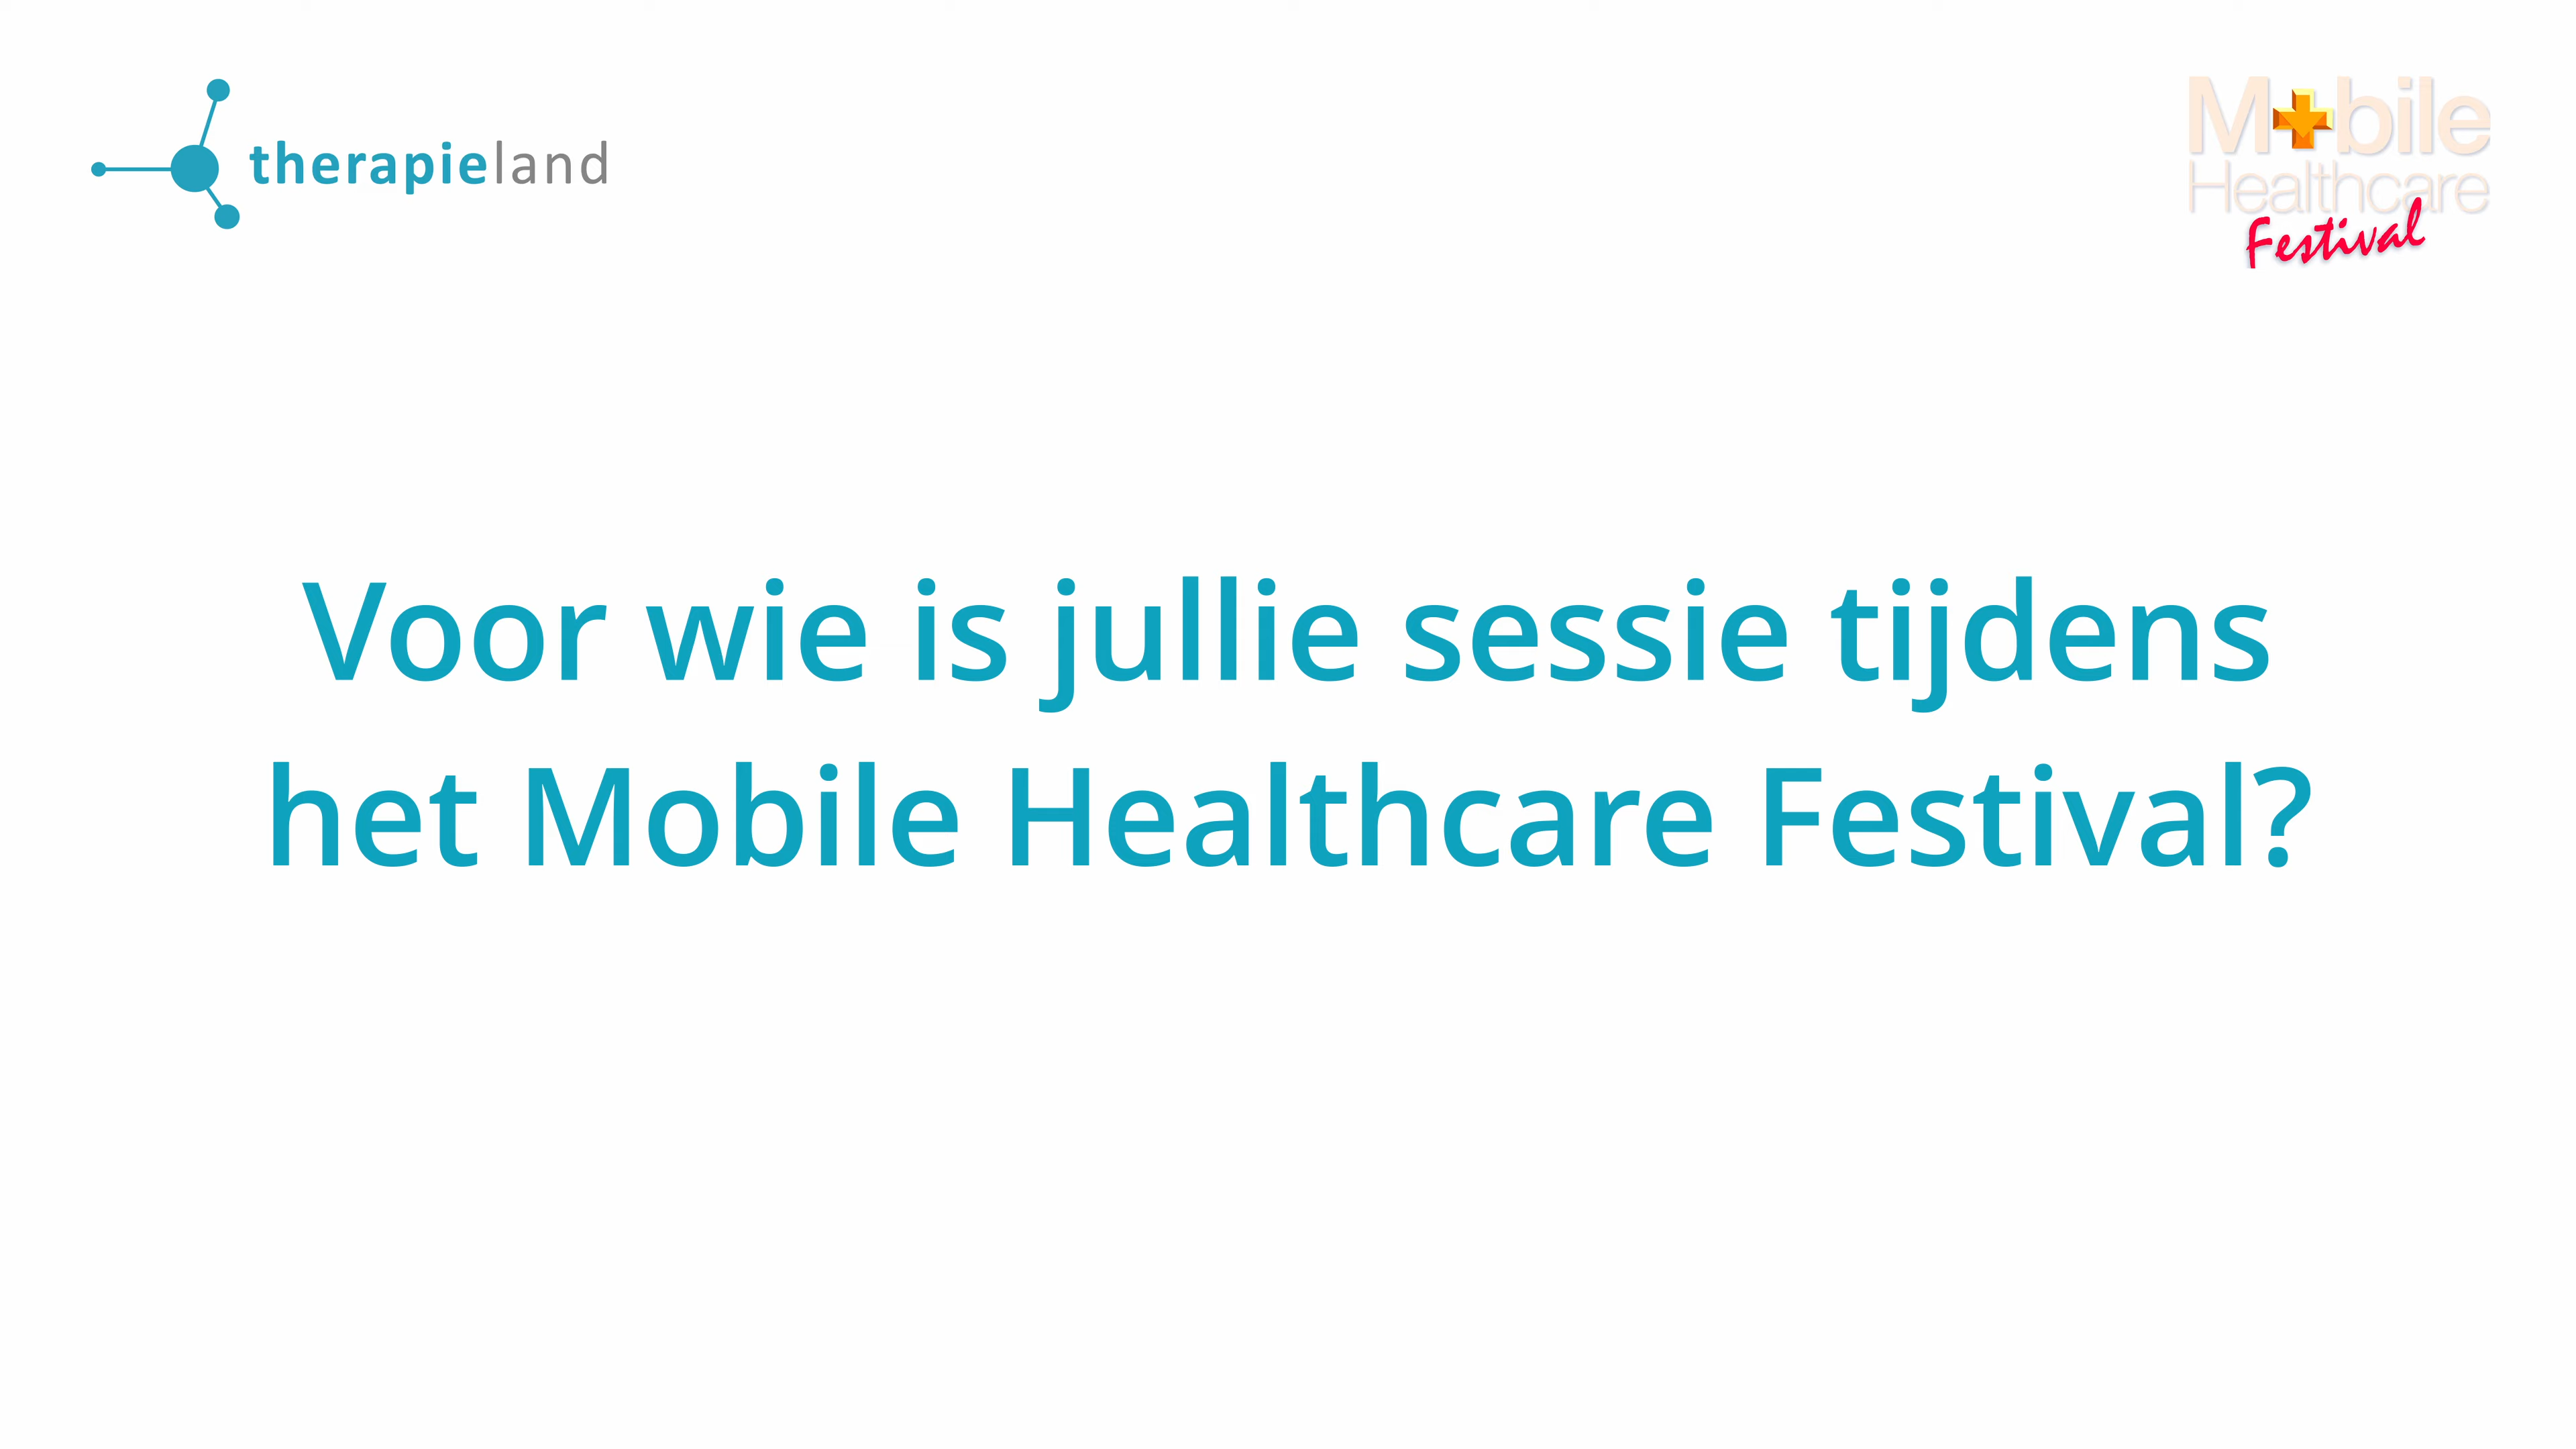 therapieland
Mobile
Healthcare
Festival
Voor wie is jullie sessie tijdens
het Mobile Healthcare Festival?